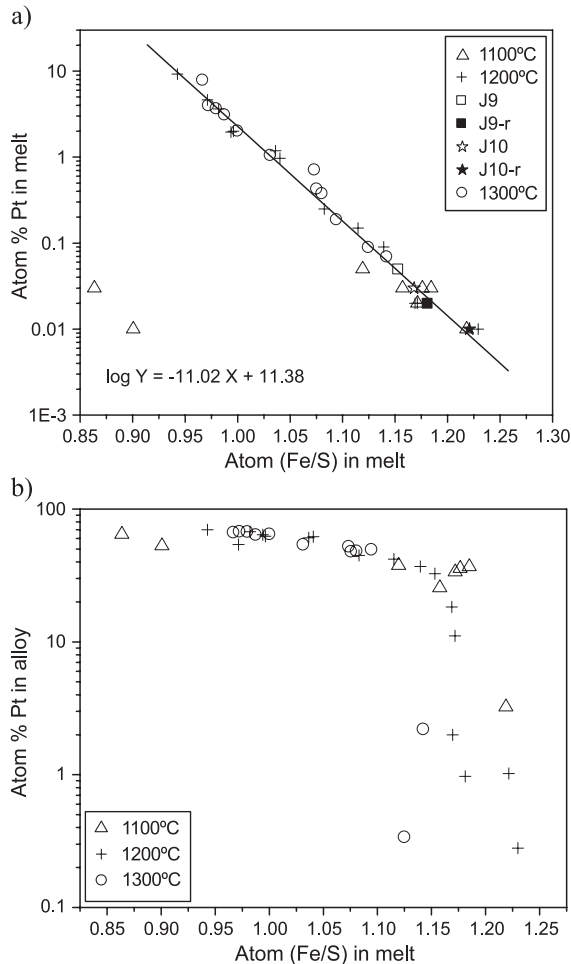 a)
10
1
0.1
0.01
1E-3
Atom % Pt in melt
1100ºC
1200ºC
J9
J9-r
J10
J10-r
1300ºC
log Y = -11.02 X + 11.38
0.85 0.90 0.95 1.00 1.05 1.10 1.15 1.20 1.25 1.30
Atom (Fe/S) in melt
b)
100
10
1
0.1
Atom % Pt in alloy
1100ºC
1200ºC
1300ºC
0.85 0.90 0.95 1.00 1.05 1.10 1.15 1.20 1.25
Atom (Fe/S) in melt